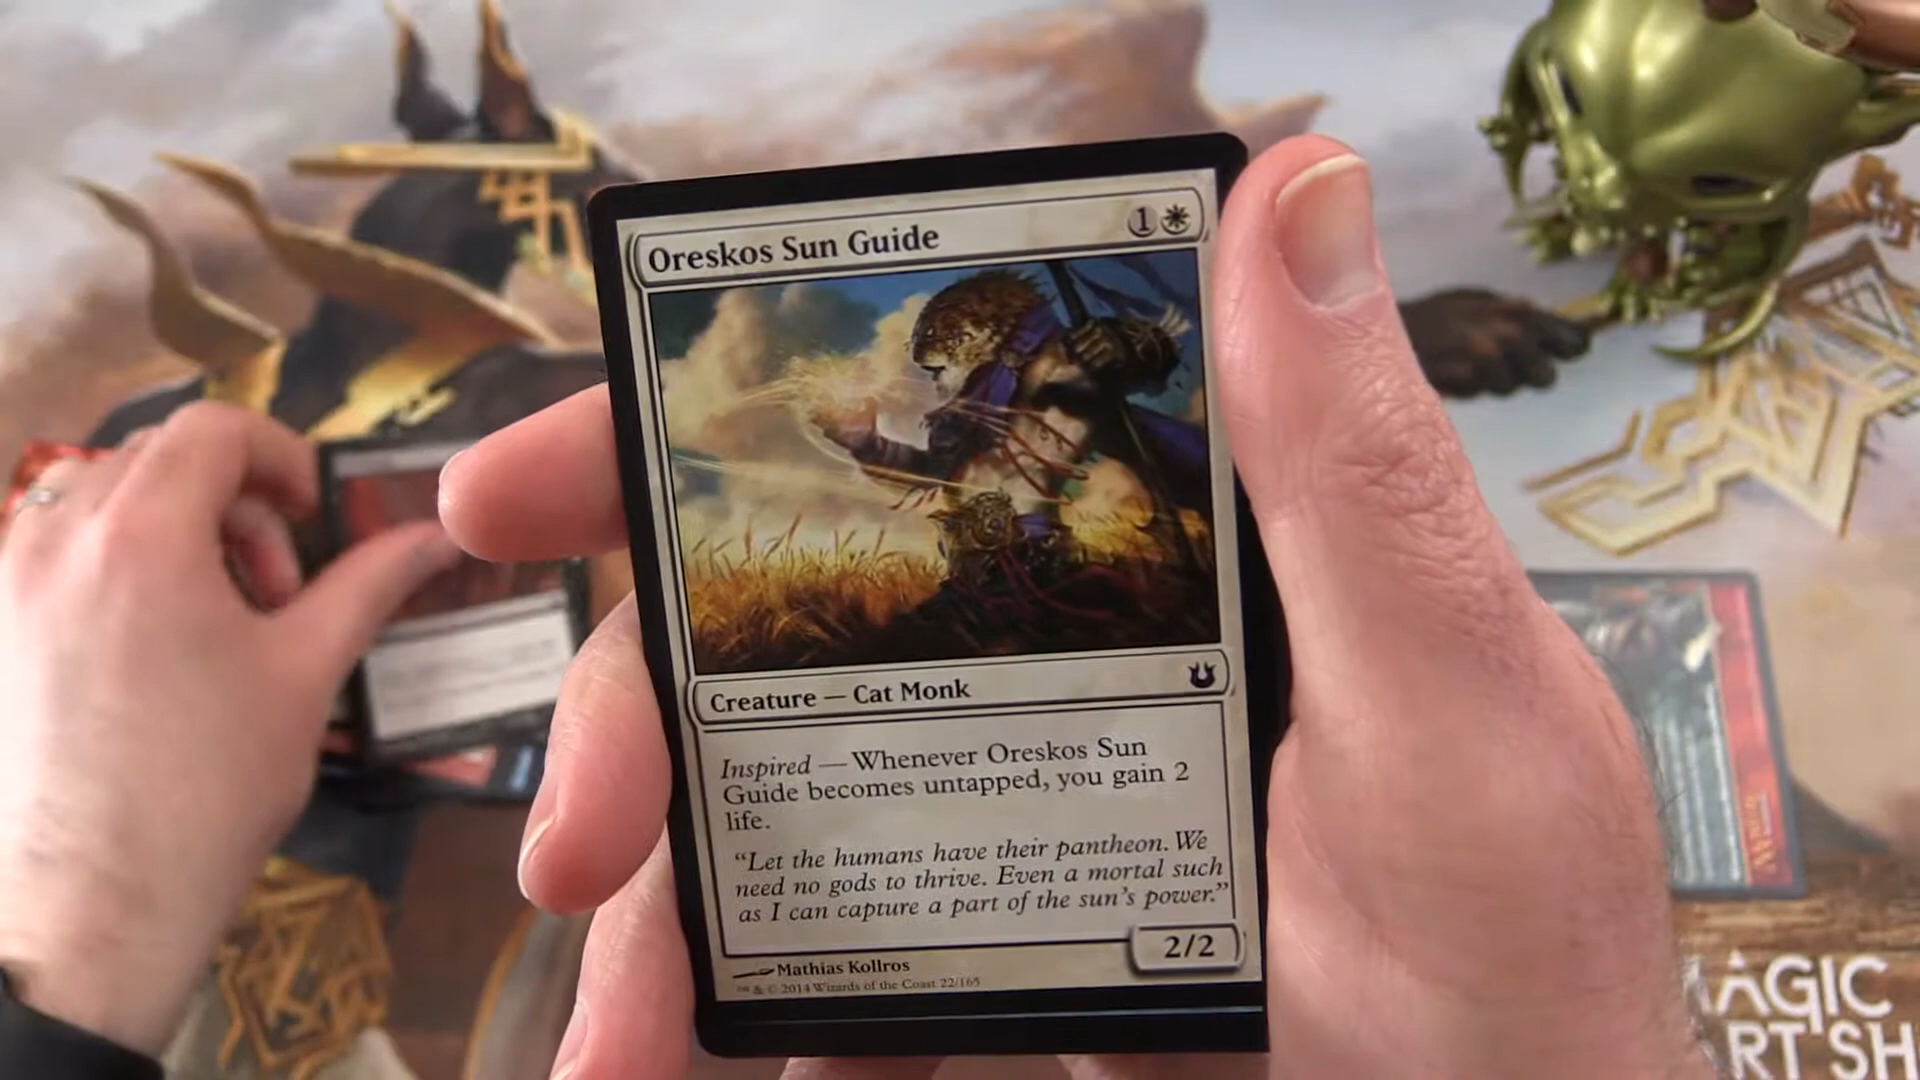 Oreskos Sun Guide
1
Creature — Cat Monk
Inspired — Whenever Oreskos Sun
Guide becomes untapped, you gain 2
life.
“Let the humans have their pantheon. We
need no gods to thrive. Even a mortal such
as I can capture a part of the sun’s power.”
2/2
Mathias Kollros
™ & © 2014 Wizards of the Coast 22/165
MAGIC
RT SH